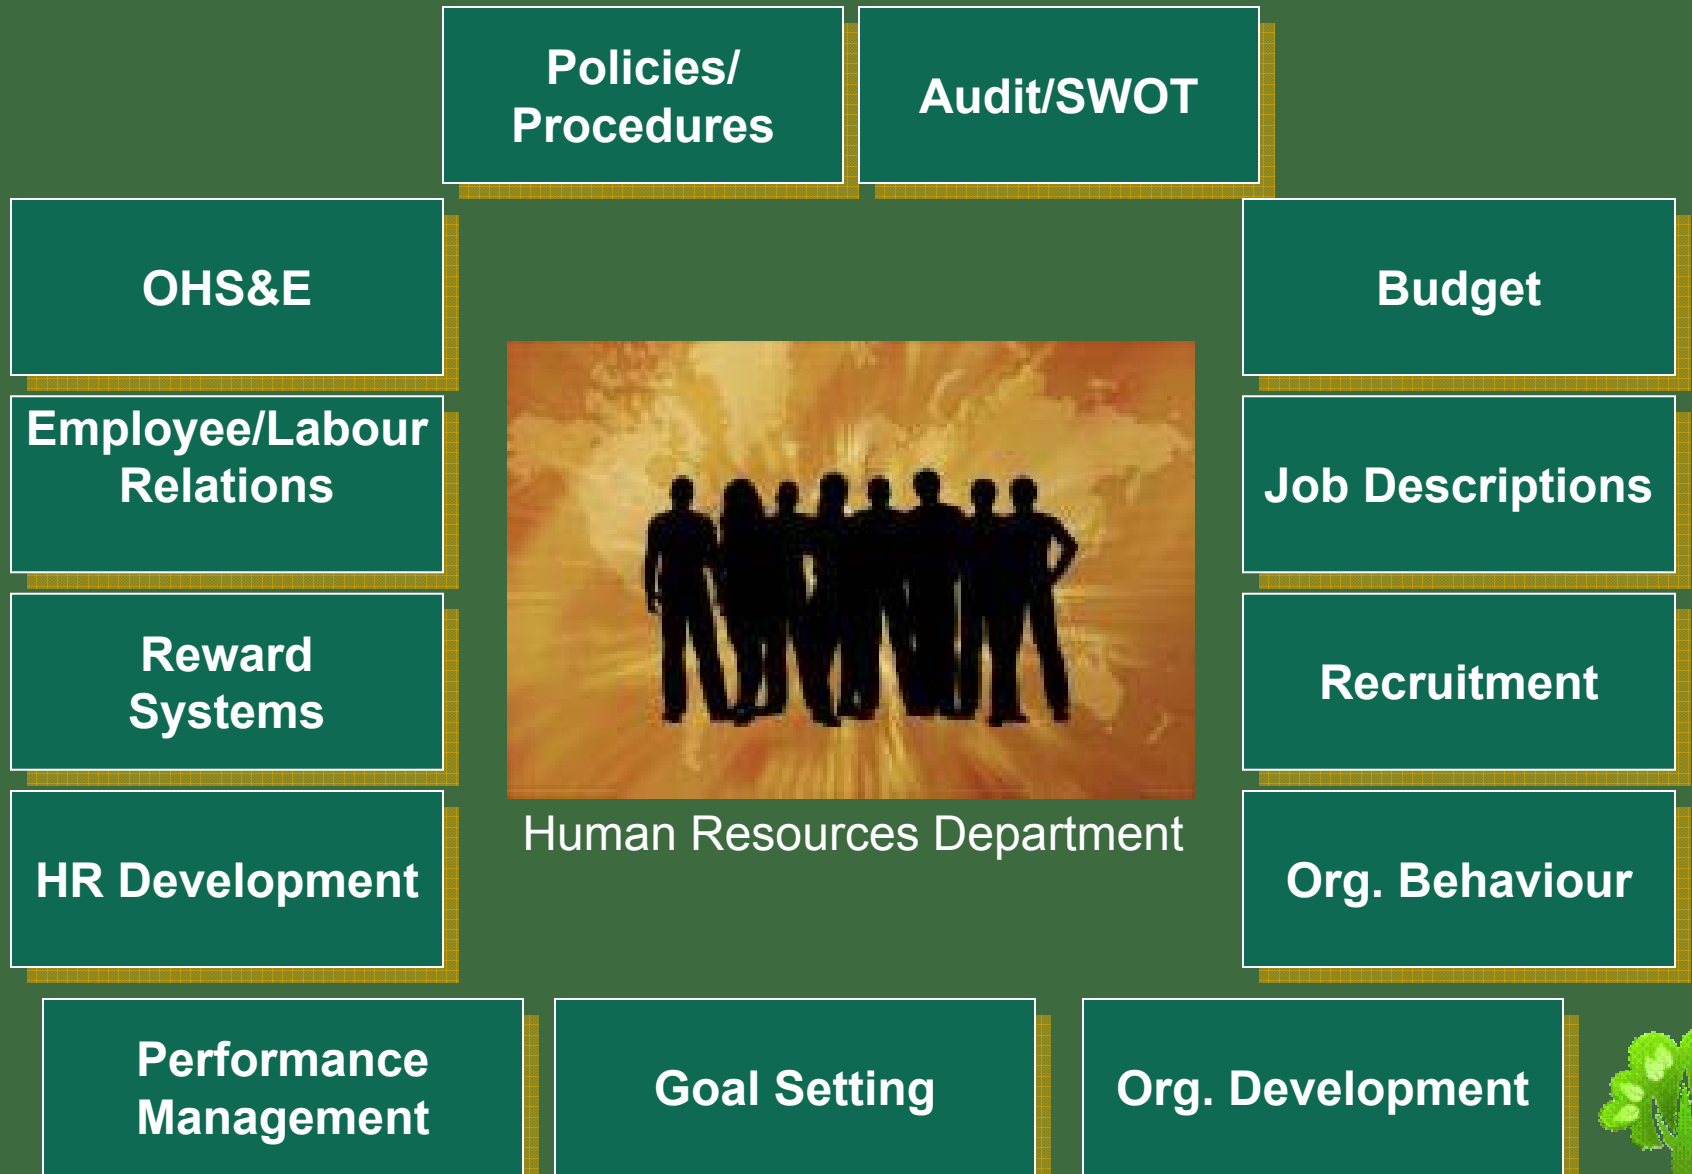 Policies/
Procedures
Audit/SWOT
OHS&E
Budget
Employee/Labour
Relations
Job Descriptions
Reward
Systems
Recruitment
Human Resources Department
HR Development
Org. Behaviour
Performance
Management
Goal Setting
Org. Development